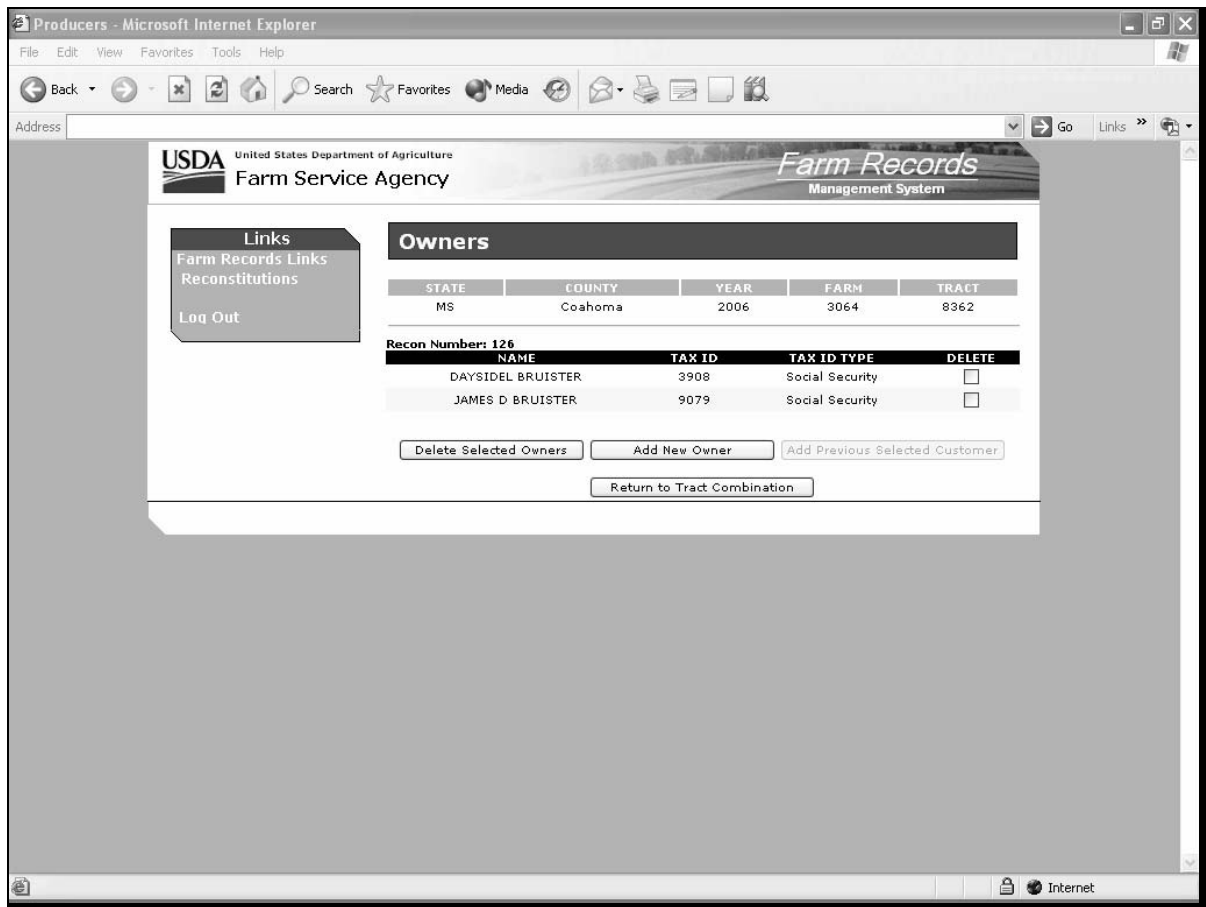 Producers - Microsoft Internet Explorer
File Edit View Favorites Tools Help
Back Search Favorites Media
Address Go Links »
USDA United States Department of Agriculture
Farm Service Agency
Farm Records
Management System
Links
Farm Records Links
Reconstitutions
Log Out
Owners
STATE COUNTY YEAR FARM TRACT
MS Coahoma 2006 3064 8362
Recon Number: 126
NAME TAX ID TAX ID TYPE DELETE
DAYSIDEL BRUISTER 3908 Social Security
JAMES D BRUISTER 9079 Social Security
Delete Selected Owners Add New Owner Add Previous Selected Customer
Return to Tract Combination
Internet